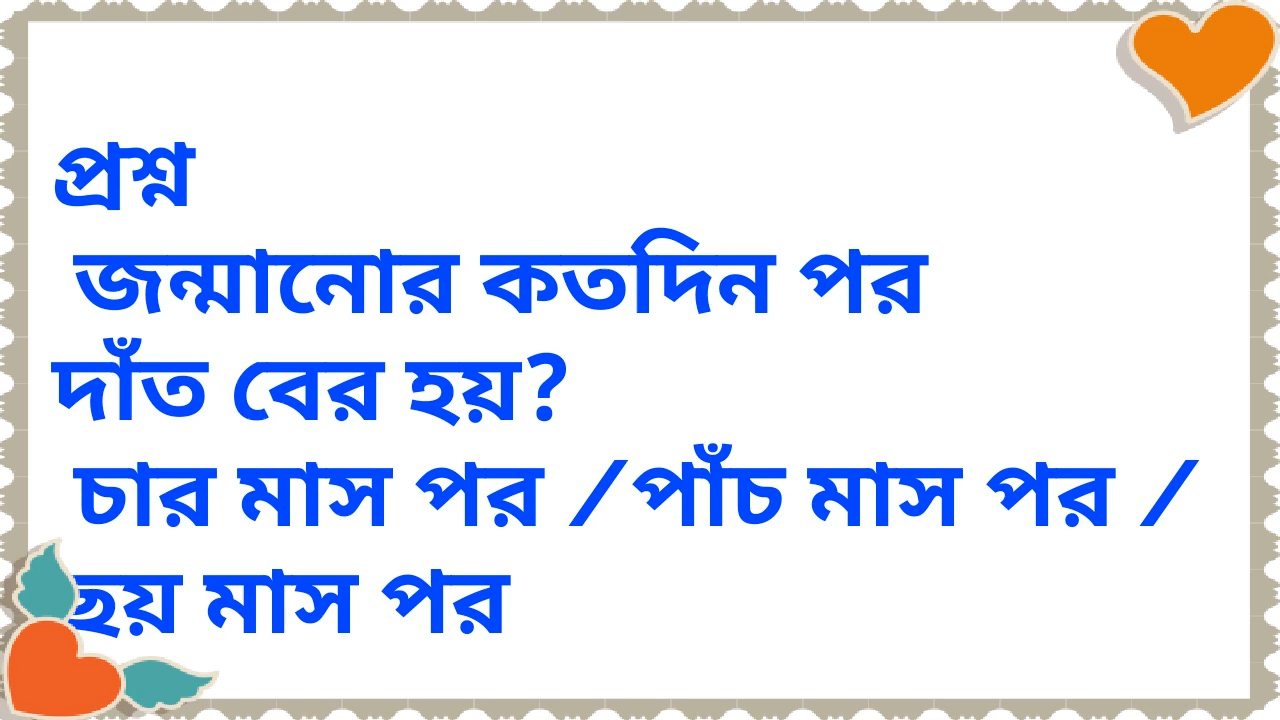 প্রশ্ন
জন্মানোর কতদিন পর
দাঁত বের হয়?
চার মাস পর /পাঁচ মাস পর /
ছয় মাস পর